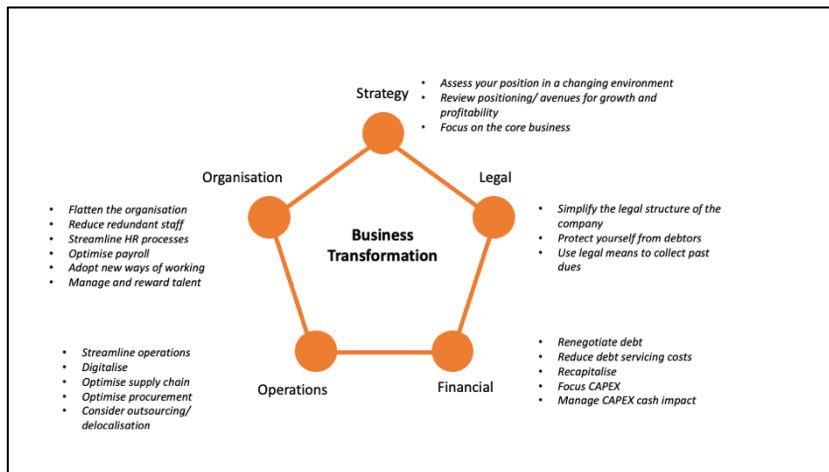 Strategy
• Assess your position in a changing environment
• Review positioning/ avenues for growth and
profitability
• Focus on the core business
Organisation
• Flatten the organisation
• Reduce redundant staff
• Streamline HR processes
• Optimise payroll
• Adopt new ways of working
• Manage and reward talent
Business
Transformation
Legal
• Simplify the legal structure of the
company
• Protect yourself from debtors
• Use legal means to collect past
dues
• Streamline operations
• Digitalise
• Optimise supply chain
• Optimise procurement
• Consider outsourcing/
delocalisation
Operations
Financial
• Renegotiate debt
• Reduce debt servicing costs
• Recapitalise
• Focus CAPEX
• Manage CAPEX cash impact